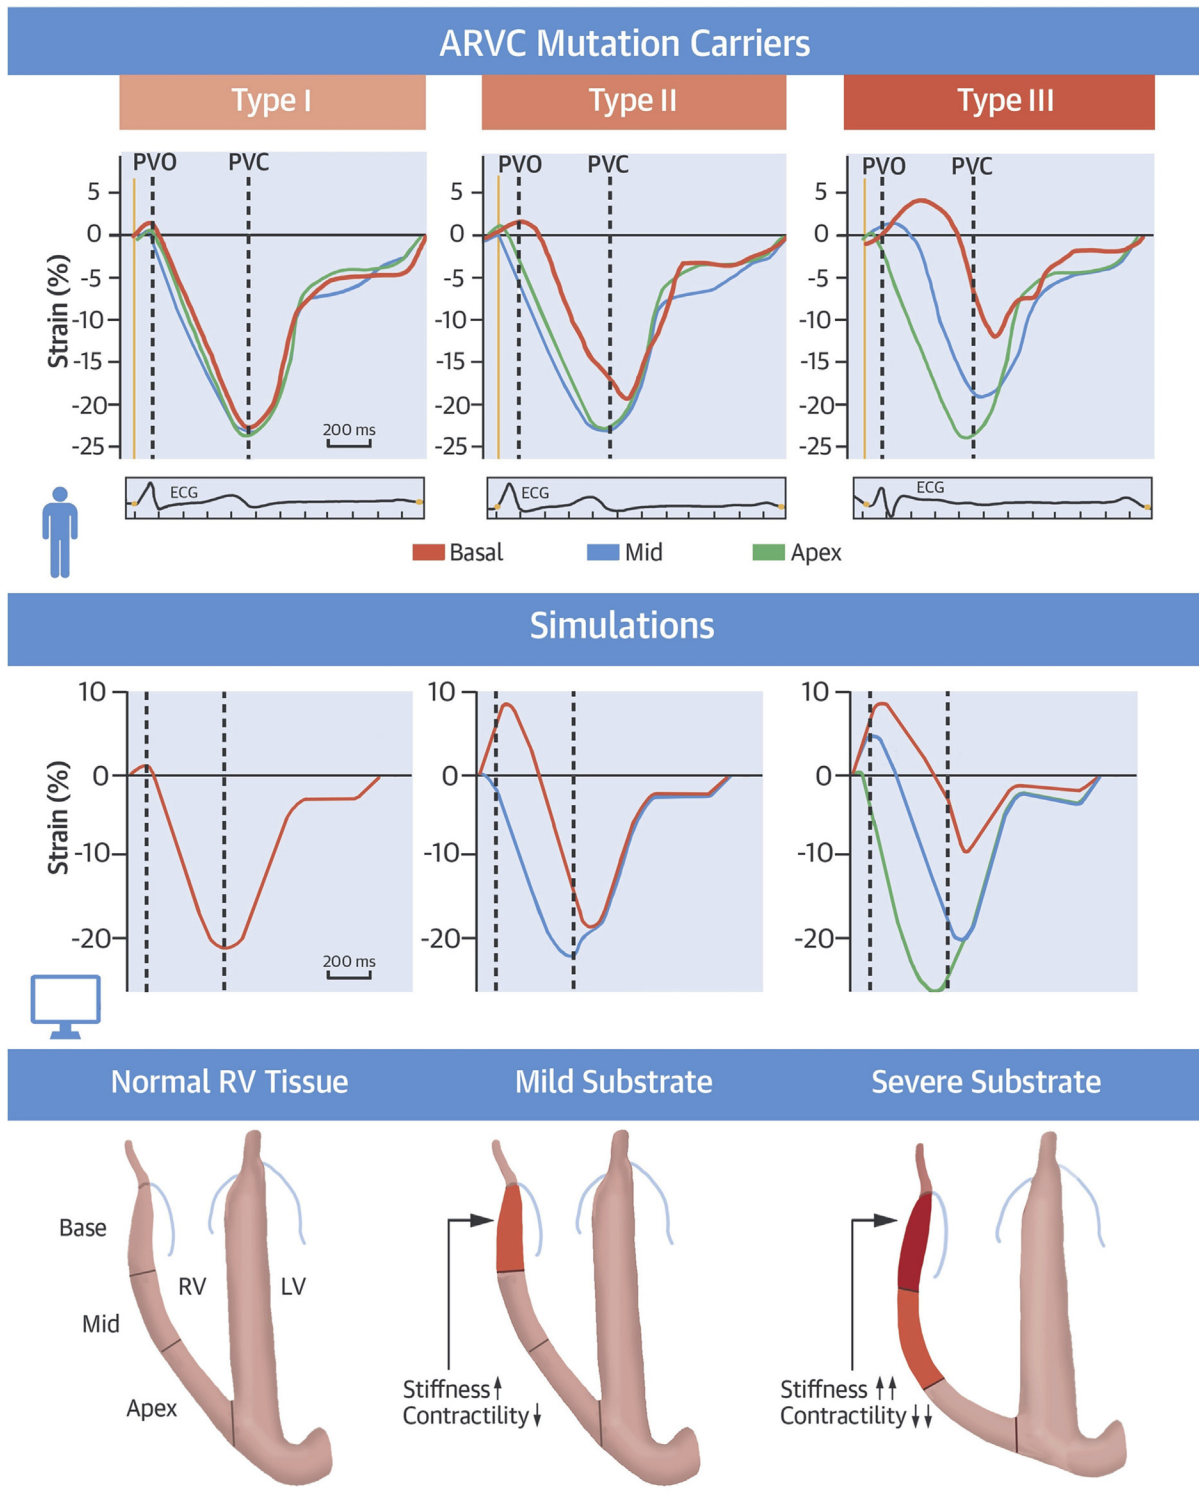 ARVC Mutation Carriers
Type I Type II Type III
PVO PVC PVO PVC PVO PVC
Strain (%)
5 0 -5 -10 -15 -20 -25
5 0 -5 -10 -15 -20 -25
5 0 -5 -10 -15 -20 -25
200 ms
ECG ECG ECG
Basal Mid Apex
Simulations
Strain (%)
10 0 -10 -20
10 0 -10 -20
10 0 -10 -20
200 ms
Normal RV Tissue Mild Substrate Severe Substrate
Base
RV LV
Mid
Apex
Stiffness ↑
Contractility ↓
Stiffness ↑↑
Contractility ↓↓